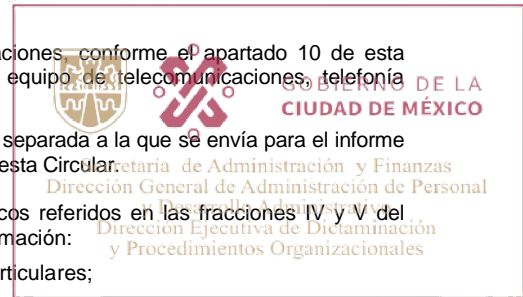 aciones, conforme el apartado 10 de esta
equipo de telecomunicaciones, telefonía
GOBIERNO DE LA
CIUDAD DE MÉXICO
separada a la que se envía para el informe
esta Circular.
Secretaría de Administración y Finanzas
Dirección General de Administración de Personal
y Desarrollo Administrativo
cos referidos en las fracciones IV y V del
Dirección Ejecutiva de Dictaminación
mación:
y Procedimientos Organizacionales
rticulares;